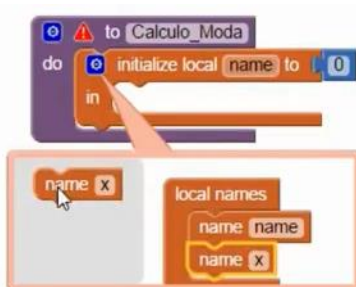 to Calculo_Moda
do initialize local name to 0
in
name x
local names
name name
name x